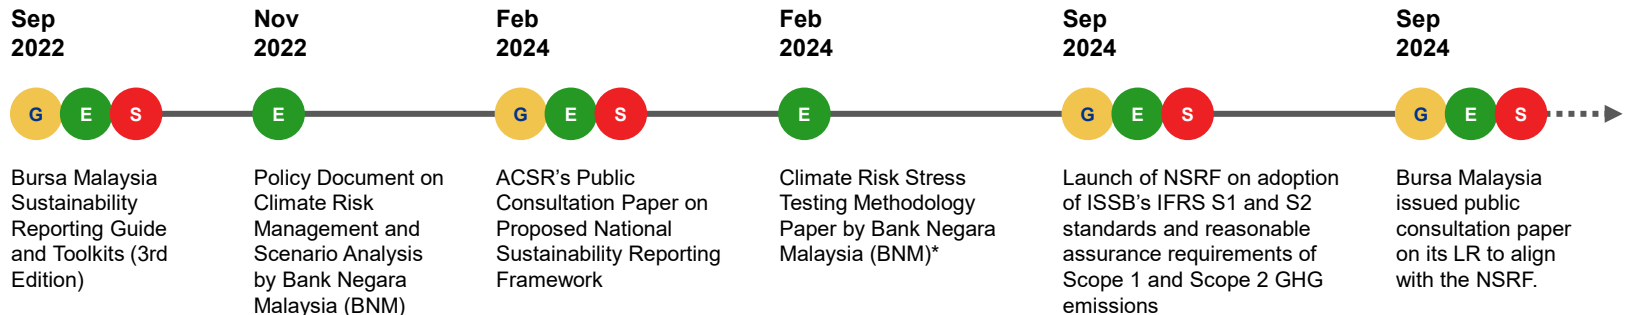 Sep
2022
Nov
2022
Feb
2024
Feb
2024
Sep
2024
Sep
2024
G E S
E
G E S
E
G E S
G E S
Bursa Malaysia
Sustainability
Reporting Guide
and Toolkits (3rd
Edition)
Policy Document on
Climate Risk
Management and
Scenario Analysis
by Bank Negara
Malaysia (BNM)
ACSR's Public
Consultation Paper on
Proposed National
Sustainability Reporting
Framework
Climate Risk Stress
Testing Methodology
Paper by Bank Negara
Malaysia (BNM)*
Launch of NSRF on adoption
of ISSB's IFRS S1 and S2
standards and reasonable
assurance requirements of
Scope 1 and Scope 2 GHG
emissions
Bursa Malaysia
issued public
consultation paper
on its LR to align
with the NSRF.